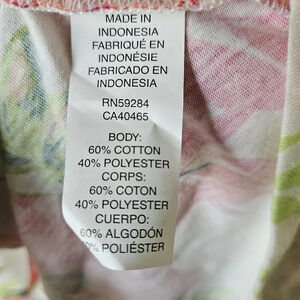 MADE IN
INDONESIA
FABRIQUÉ EN
INDONÉSIE
FABRICADO EN
INDONESIA
RN59284
CA40465
BODY:
60% COTTON
40% POLYESTER
CORPS:
60% COTON
40% POLYESTER
CUERPO:
60% ALGODÓN
0% POLIÉSTER